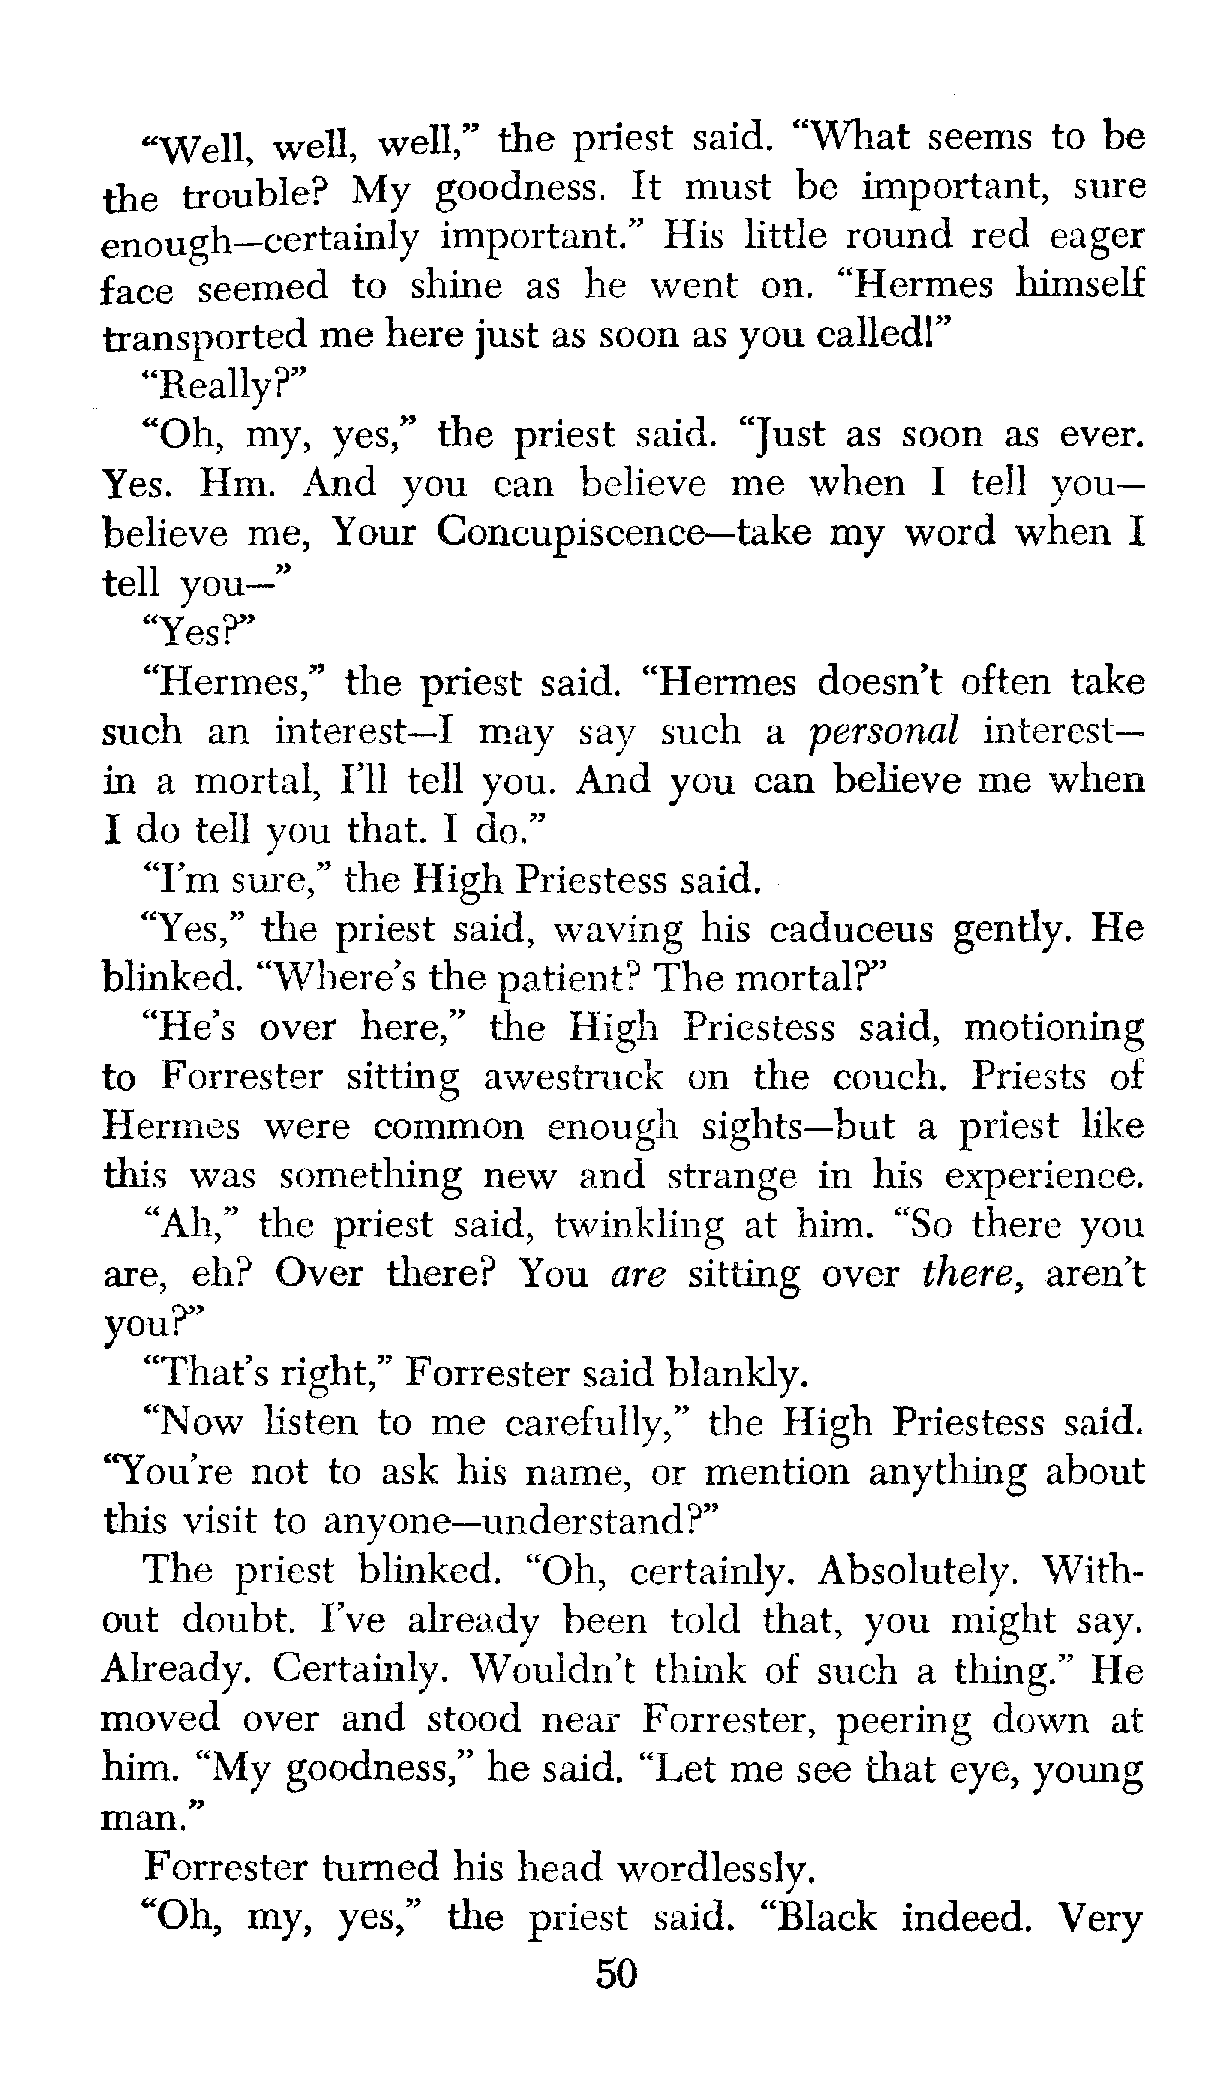 “Well, well, well,” the priest said. “What seems to be
the trouble? My goodness. It must be important, sure
enough—certainly important.” His little round red eager
face seemed to shine as he went on. “Hermes himself
transported me here just as soon as you called!”
“Really?”
“Oh, my, yes,” the priest said. “Just as soon as ever.
Yes. Hm. And you can believe me when I tell you—
believe me, Your Concupiscence—take my word when I
tell you—”
“Yes?”
“Hermes,” the priest said. “Hermes doesn’t often take
such an interest—I may say such a personal interest—
in a mortal, I’ll tell you. And you can believe me when
I do tell you that. I do.”
“I’m sure,” the High Priestess said.
“Yes,” the priest said, waving his caduceus gently. He
blinked. “Where’s the patient? The mortal?”
“He’s over here,” the High Priestess said, motioning
to Forrester sitting awestruck on the couch. Priests of
Hermes were common enough sights—but a priest like
this was something new and strange in his experience.
“Ah,” the priest said, twinkling at him. “So there you
are, eh? Over there? You are sitting over there, aren’t
you?”
“That’s right,” Forrester said blankly.
“Now listen to me carefully,” the High Priestess said.
“You’re not to ask his name, or mention anything about
this visit to anyone—understand?”
The priest blinked. “Oh, certainly. Absolutely. With-
out doubt. I’ve already been told that, you might say.
Already. Certainly. Wouldn’t think of such a thing.” He
moved over and stood near Forrester, peering down at
him. “My goodness,” he said. “Let me see that eye, young
man.”
Forrester turned his head wordlessly.
“Oh, my, yes,” the priest said. “Black indeed. Very
50